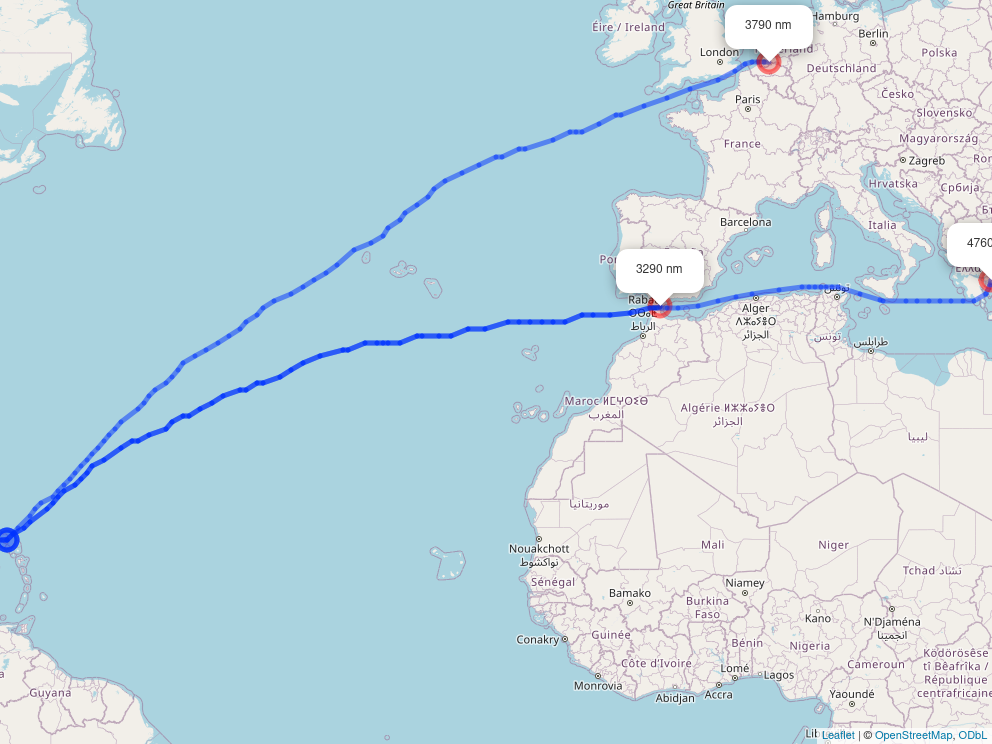 Great Britain
3790 nm
Hamburg
Éire / Ireland
Berlin
London
Polska
Deutschland
Paris
Česko
Slovensko
France
Magyarország
Zagreb
Hrvatska
Србија
Barcelona
Italia
4760
3290 nm
تونس
Alger
ⴷⵣⴰⵢⴻⵔ
الجزائر
الرباط
تونس
طرابلس
Maroc ⵍⵎⵖⵔⵉⴱ
المغرب
Algérie ⵍⵣⵣⴰⵢⴻⵔ
الجزائر
ليبيا
موريتانيا
Nouakchott
نواكشوط
Mali
Niger
Tchad تشاد
Sénégal
Bamako
Niamey
Burkina
Faso
Kano
N'Djaména
انجمينا
Conakry
Guinée
Bénin
Nigeria
Côte d'Ivoire
Lomé
Lagos
Cameroun
Ködörösêse
tî Bêafrîka /
République
centrafricaine
Monrovia
Abidjan
Accra
Yaoundé
Guyana
Leaflet | © OpenStreetMap, ODbL